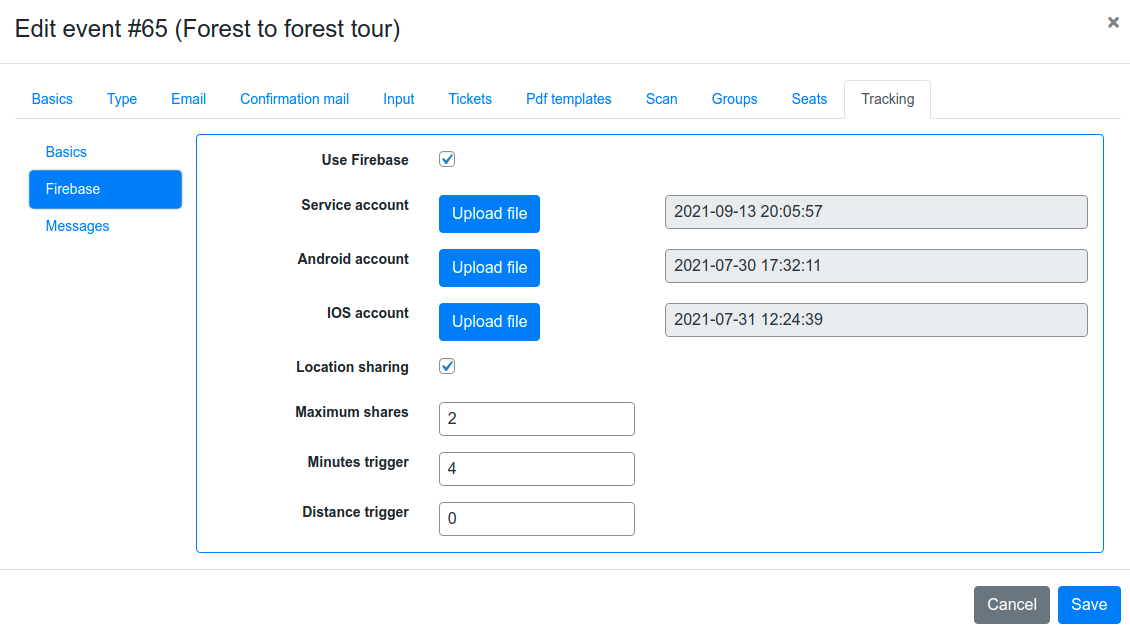 Edit event #65 (Forest to forest tour)
×
Basics Type Email Confirmation mail Input Tickets Pdf templates Scan Groups Seats Tracking
Basics
Firebase
Messages
Use Firebase
Service account Upload file 2021-09-13 20:05:57
Android account Upload file 2021-07-30 17:32:11
IOS account Upload file 2021-07-31 12:24:39
Location sharing
Maximum shares 2
Minutes trigger 4
Distance trigger 0
Cancel Save